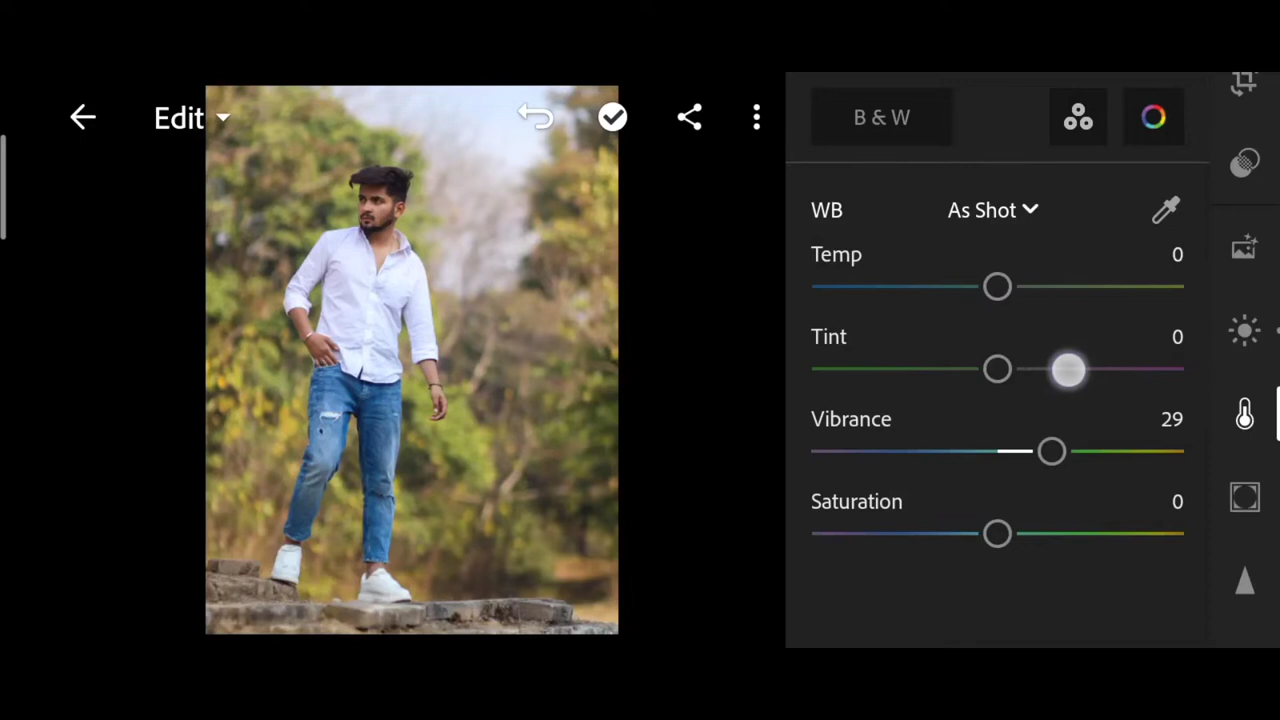 Edit
B & W
WB As Shot
Temp 0
Tint 0
Vibrance 29
Saturation 0